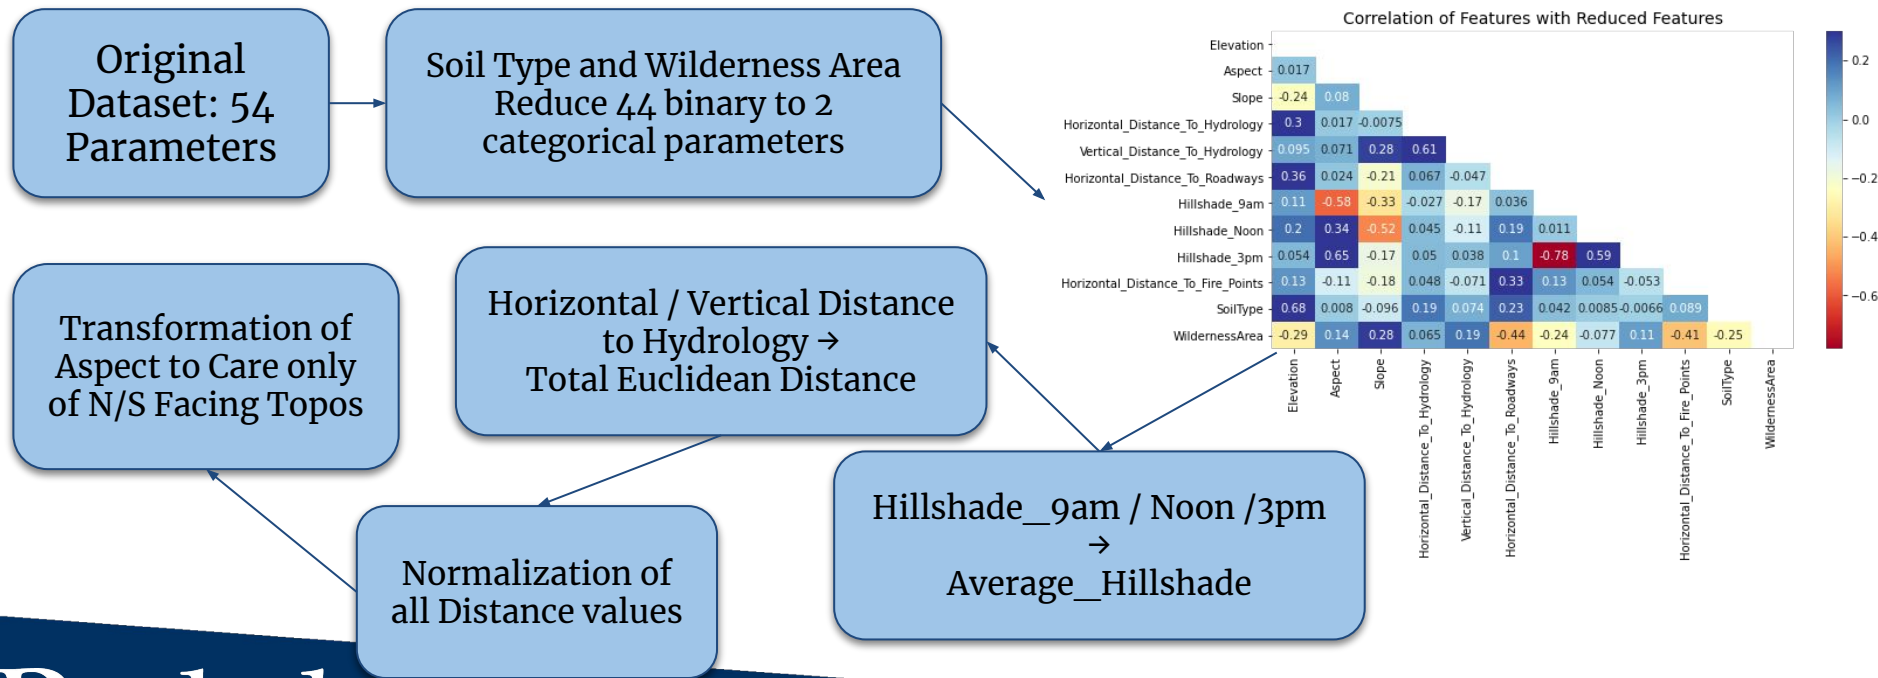 Original
Dataset: 54
Parameters
Soil Type and Wilderness Area
Reduce 44 binary to 2
categorical parameters
Correlation of Features with Reduced Features
Elevation
Aspect 0.017
Slope -0.24 0.08
Horizontal_Distance_To_Hydrology 0.3 0.017 -0.0075
Vertical_Distance_To_Hydrology 0.095 0.071 0.28 0.61
Horizontal_Distance_To_Roadways 0.36 0.024 -0.21 0.067 -0.047
Hillshade_9am 0.11 -0.58 -0.33 -0.027 -0.17 0.036
Hillshade_Noon 0.2 0.34 -0.52 0.045 -0.11 0.19 0.011
Hillshade_3pm 0.054 0.65 -0.17 0.05 0.038 0.1 -0.78 0.59
Horizontal_Distance_To_Fire_Points 0.13 -0.11 -0.18 0.048 -0.071 0.33 0.13 0.054 -0.053
SoilType 0.68 0.008 -0.096 0.19 0.074 0.23 0.042 0.0085 -0.0066 0.089
WildernessArea -0.29 0.14 0.28 0.065 0.19 -0.44 -0.24 -0.077 0.11 -0.41 -0.25
Elevation
Aspect
Slope
Horizontal_Distance_To_Hydrology
Vertical_Distance_To_Hydrology
Horizontal_Distance_To_Roadways
Hillshade_9am
Hillshade_Noon
Hillshade_3pm
Horizontal_Distance_To_Fire_Points
SoilType
WildernessArea
0.2
0.0
−0.2
−0.4
−0.6
Hillshade_9am / Noon /3pm
→
Average_Hillshade
Horizontal / Vertical Distance
to Hydrology →
Total Euclidean Distance
Normalization of
all Distance values
Transformation of
Aspect to Care only
of N/S Facing Topos